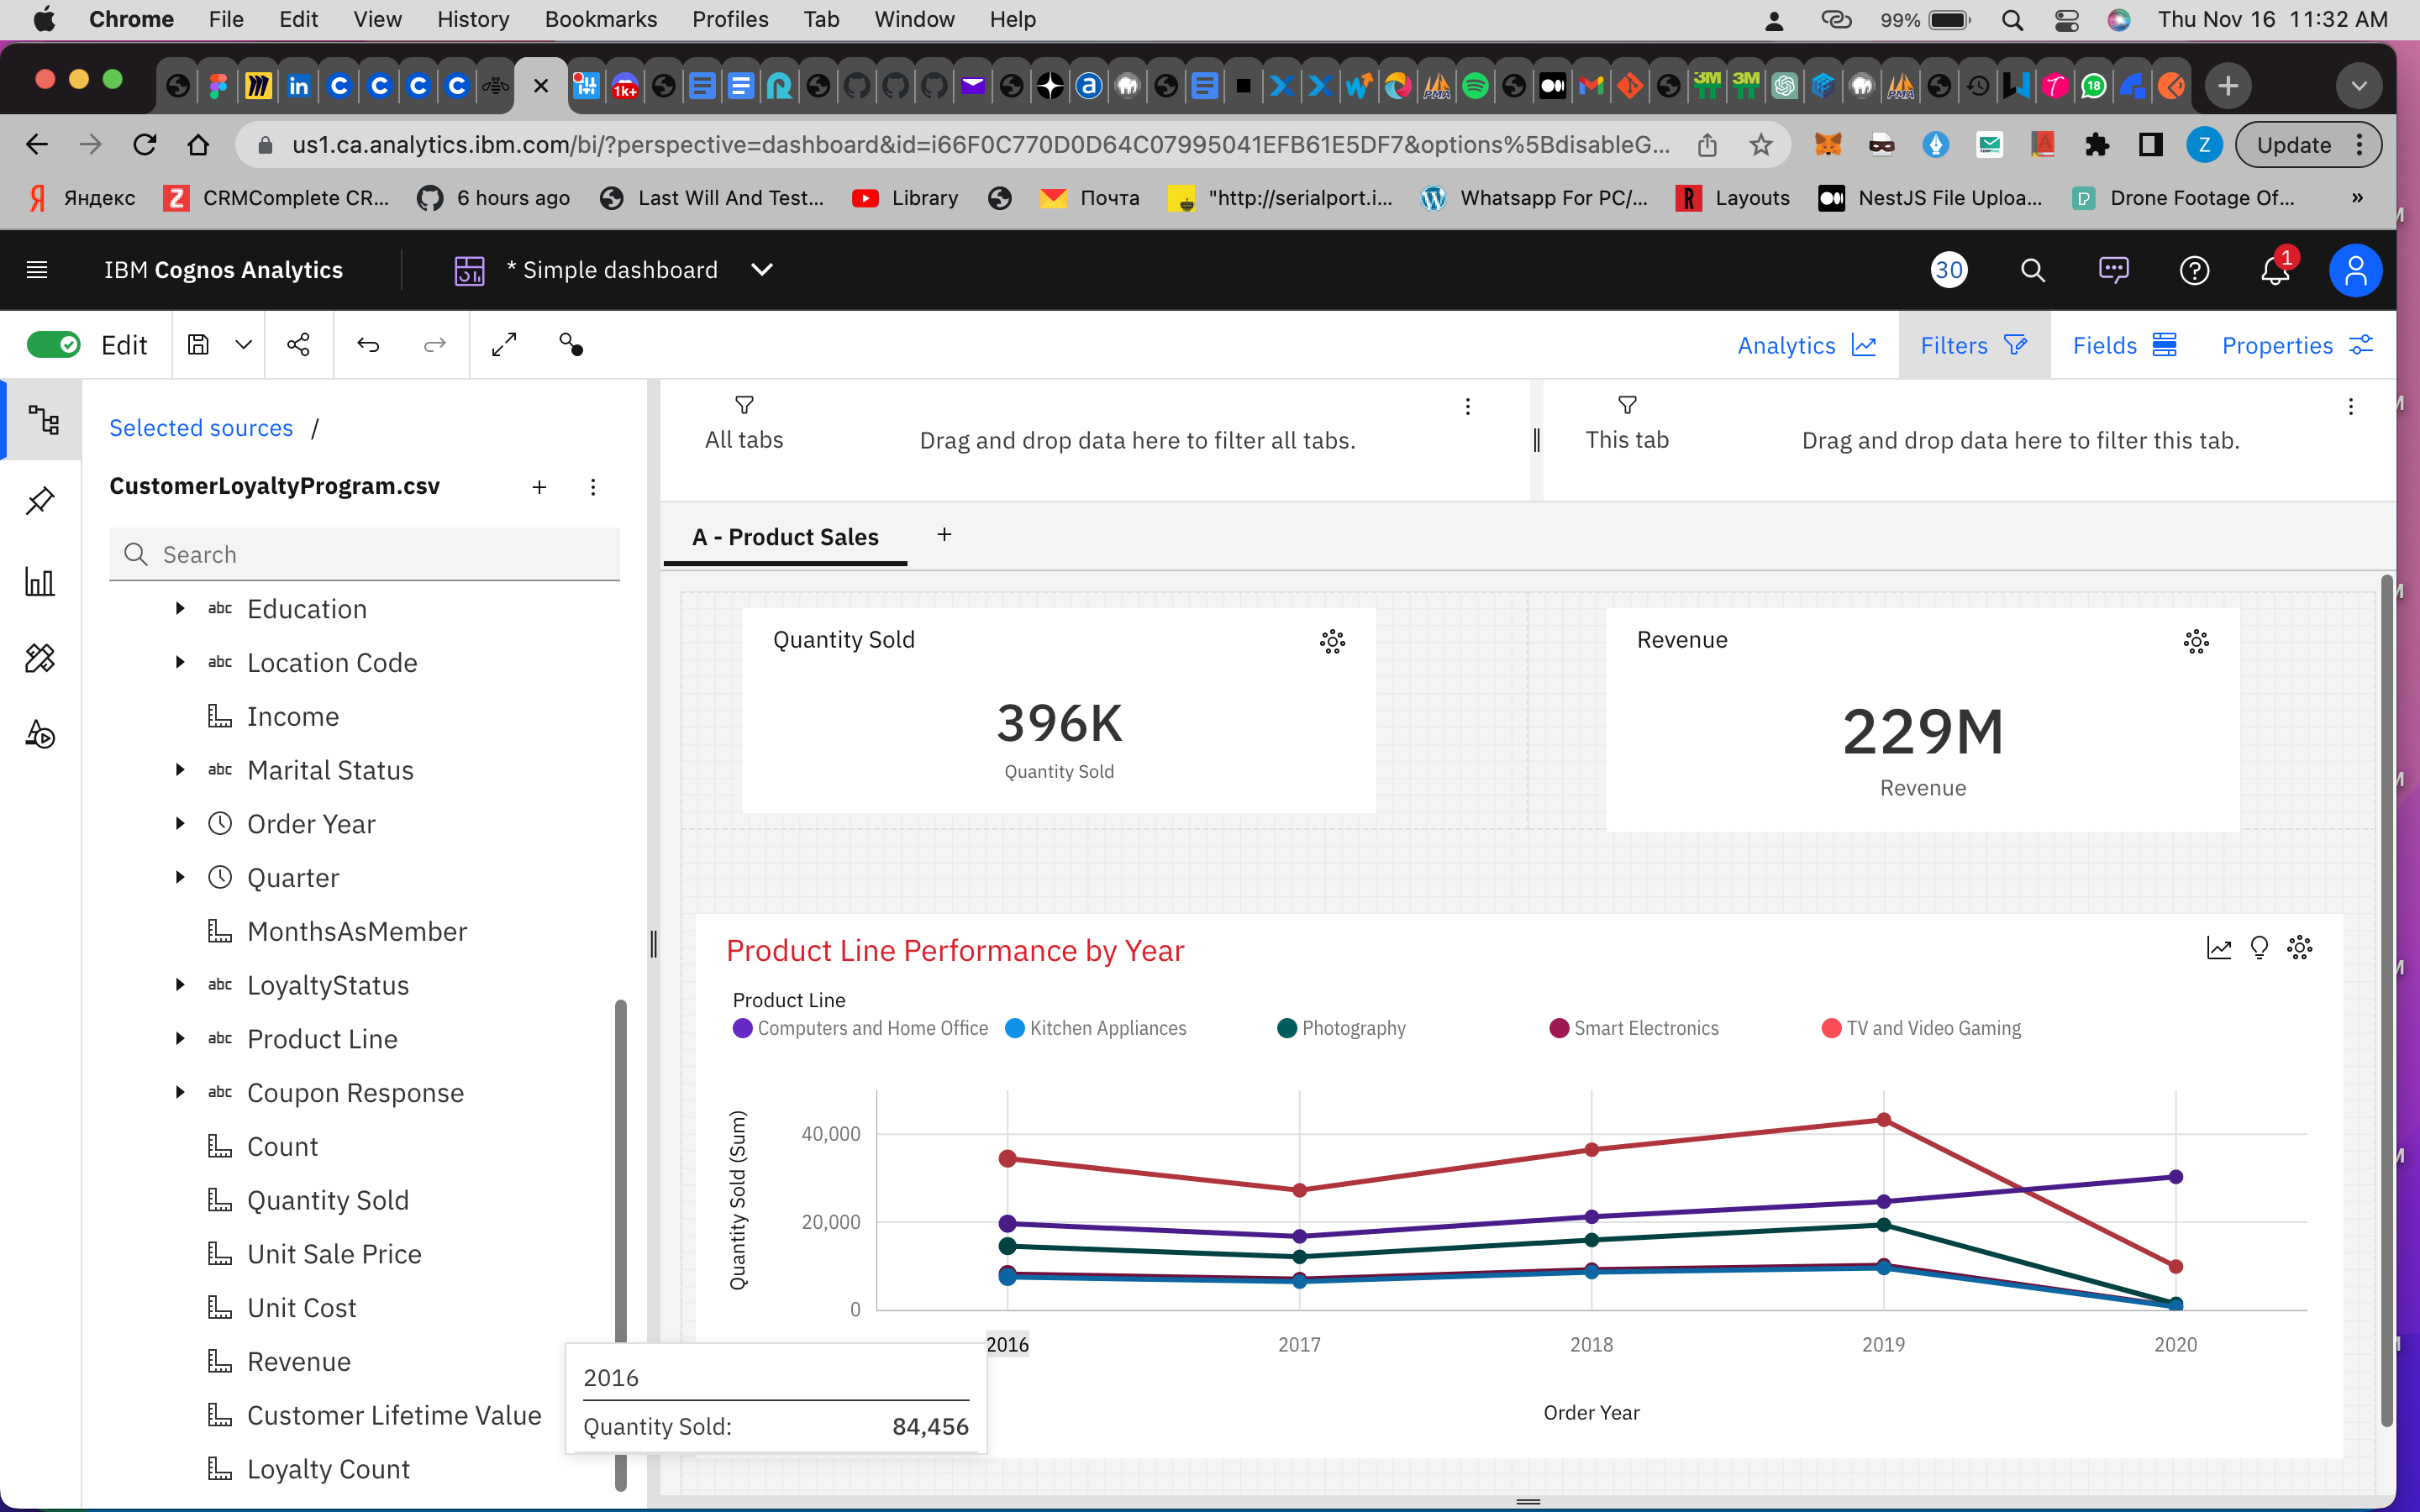 Chrome File Edit View History Bookmarks Profiles Tab Window Help 99% Thu Nov 16 11:32 AM
us1.ca.analytics.ibm.com/bi/?perspective=dashboard&id=i66F0C770D0D64C07995041EFB61E5DF7&options%5BdisableG... Z Update
Яндекс CRMComplete CR... 6 hours ago Last Will And Test... Library Почта "http://serialport.i... Whatsapp For PC/... Layouts NestJS File Uploa... Drone Footage Of... »
IBM Cognos Analytics * Simple dashboard 30 1
Edit Analytics Filters Fields Properties
Selected sources /
CustomerLoyaltyProgram.csv
Search
abc Education
abc Location Code
Income
abc Marital Status
Order Year
Quarter
MonthsAsMember
abc LoyaltyStatus
abc Product Line
abc Coupon Response
Count
Quantity Sold
Unit Sale Price
Unit Cost
Revenue
Customer Lifetime Value
Loyalty Count
All tabs Drag and drop data here to filter all tabs.
This tab Drag and drop data here to filter this tab.
A - Product Sales
Quantity Sold
396K
Quantity Sold
Revenue
229M
Revenue
Product Line Performance by Year
Product Line
Computers and Home Office Kitchen Appliances Photography Smart Electronics TV and Video Gaming
Quantity Sold (Sum)
40,000
20,000
0
2016 2017 2018 2019 2020
Order Year
2016
Quantity Sold: 84,456